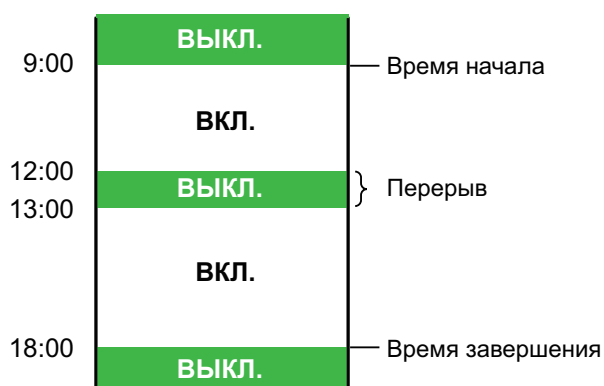 ВЫКЛ.
9:00
Время начала
ВКЛ.
12:00
ВЫКЛ.
Перерыв
13:00
ВКЛ.
18:00
Время завершения
ВЫКЛ.